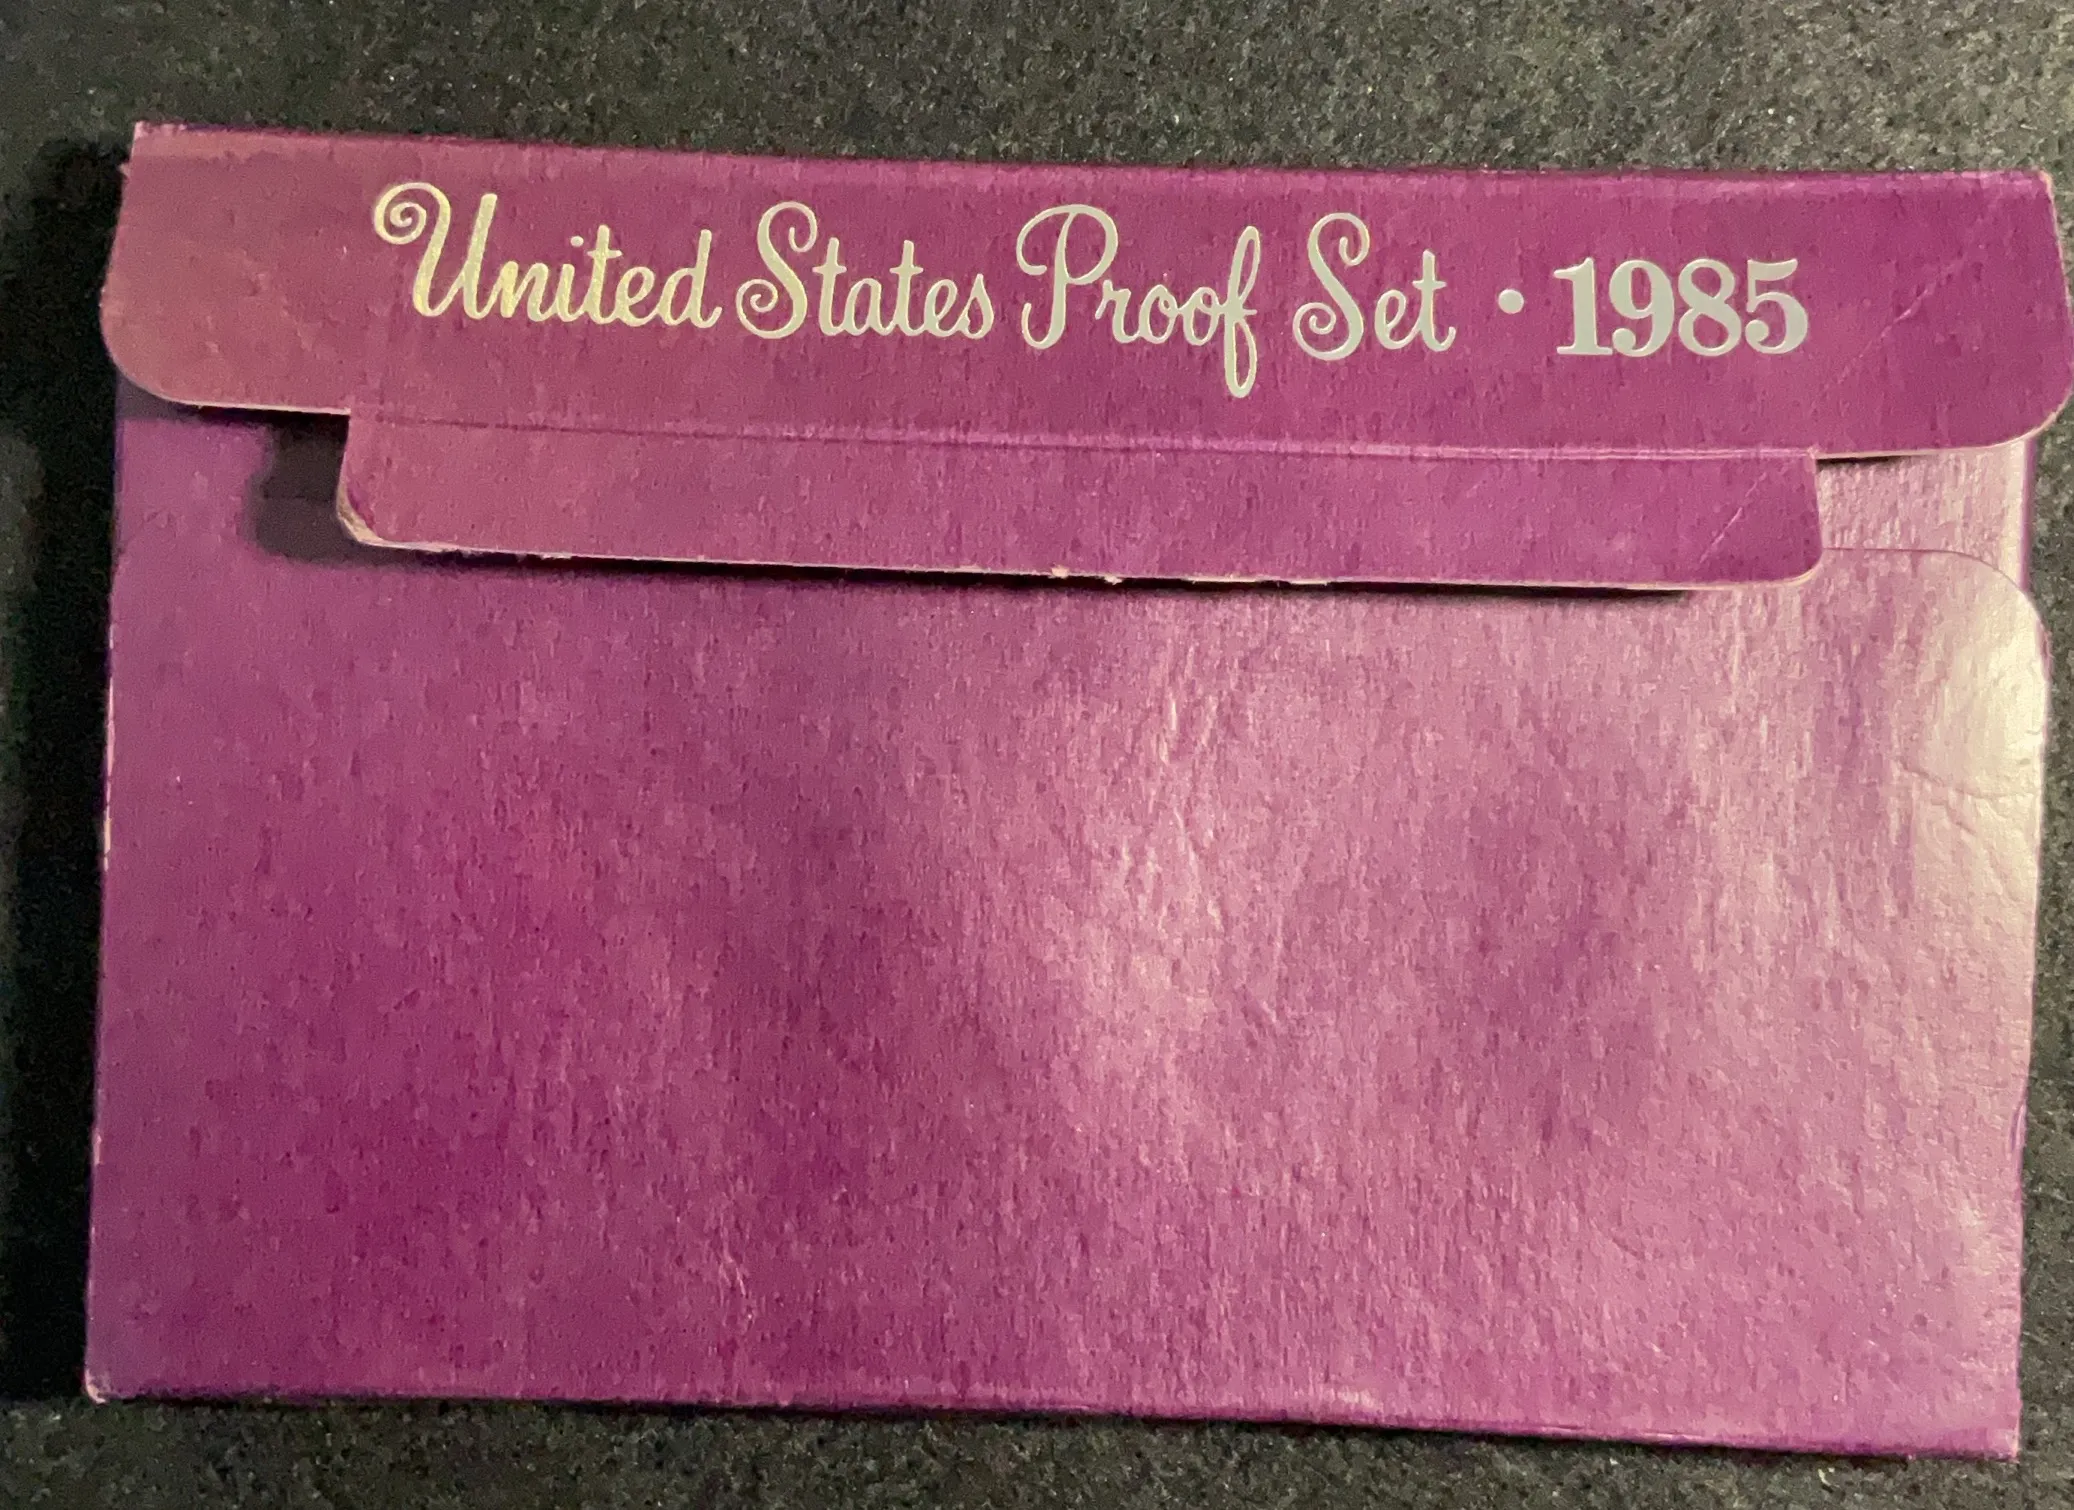 United States Proof Set • 1985